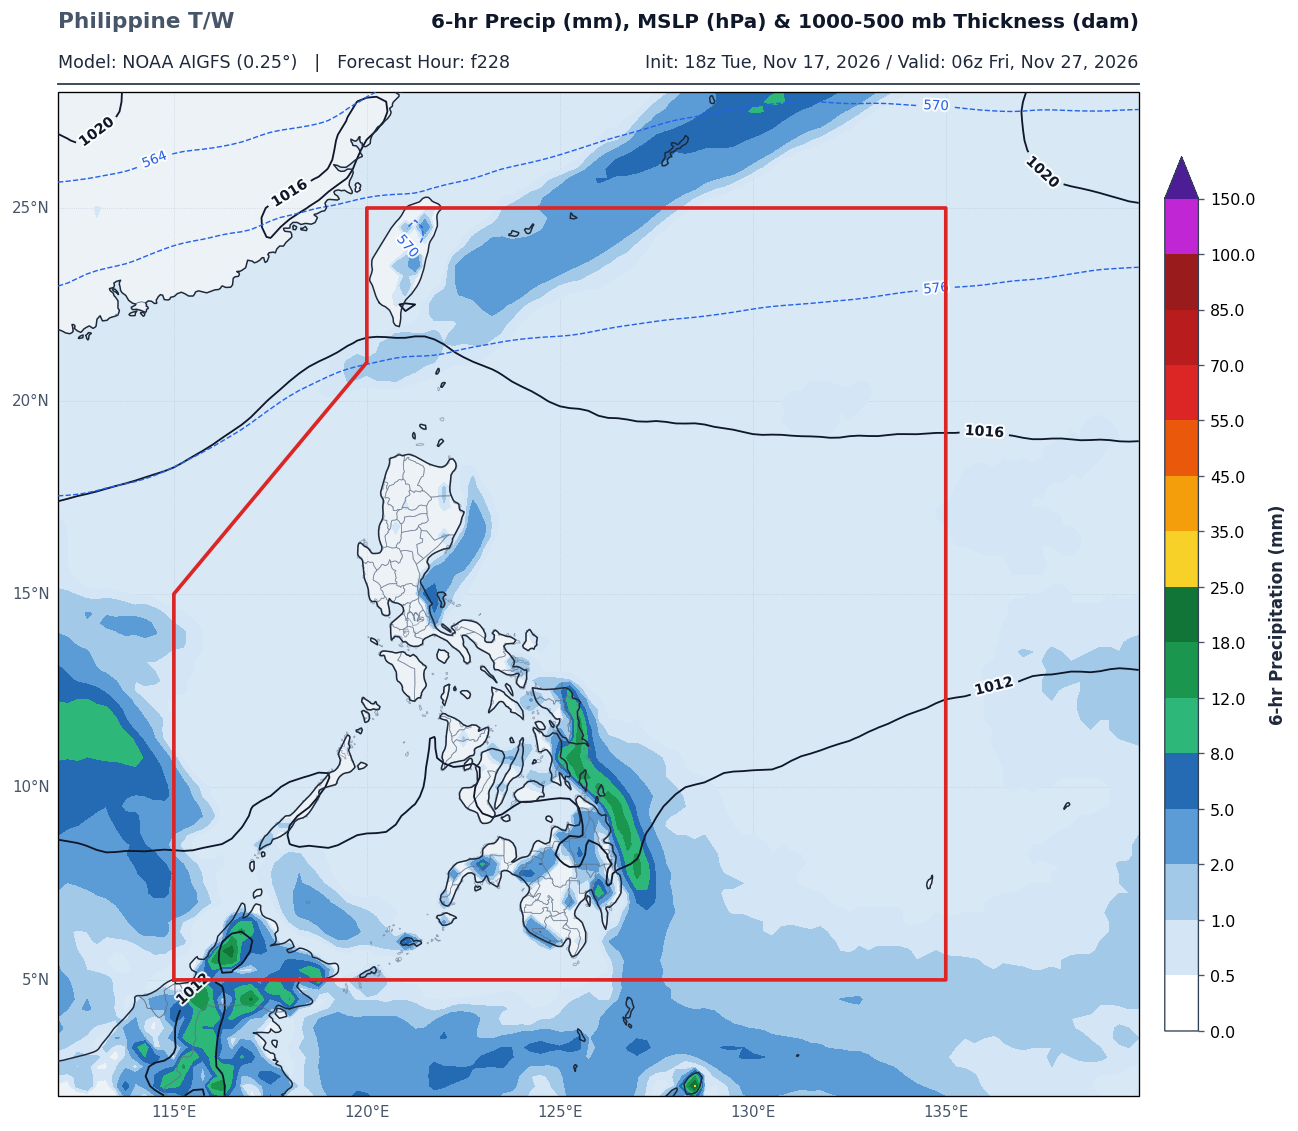 Philippine T/W
6-hr Precip (mm), MSLP (hPa) & 1000-500 mb Thickness (dam)
Model: NOAA AIGFS (0.25°) | Forecast Hour: f228
Init: 18z Tue, Nov 17, 2026 / Valid: 06z Fri, Nov 27, 2026
1020
564
1016
570
1020
570
576
1016
1012
1012
25°N
20°N
15°N
10°N
5°N
115°E
120°E
125°E
130°E
135°E
150.0
100.0
85.0
70.0
55.0
45.0
35.0
25.0
18.0
12.0
8.0
5.0
2.0
1.0
0.5
0.0
6-hr Precipitation (mm)